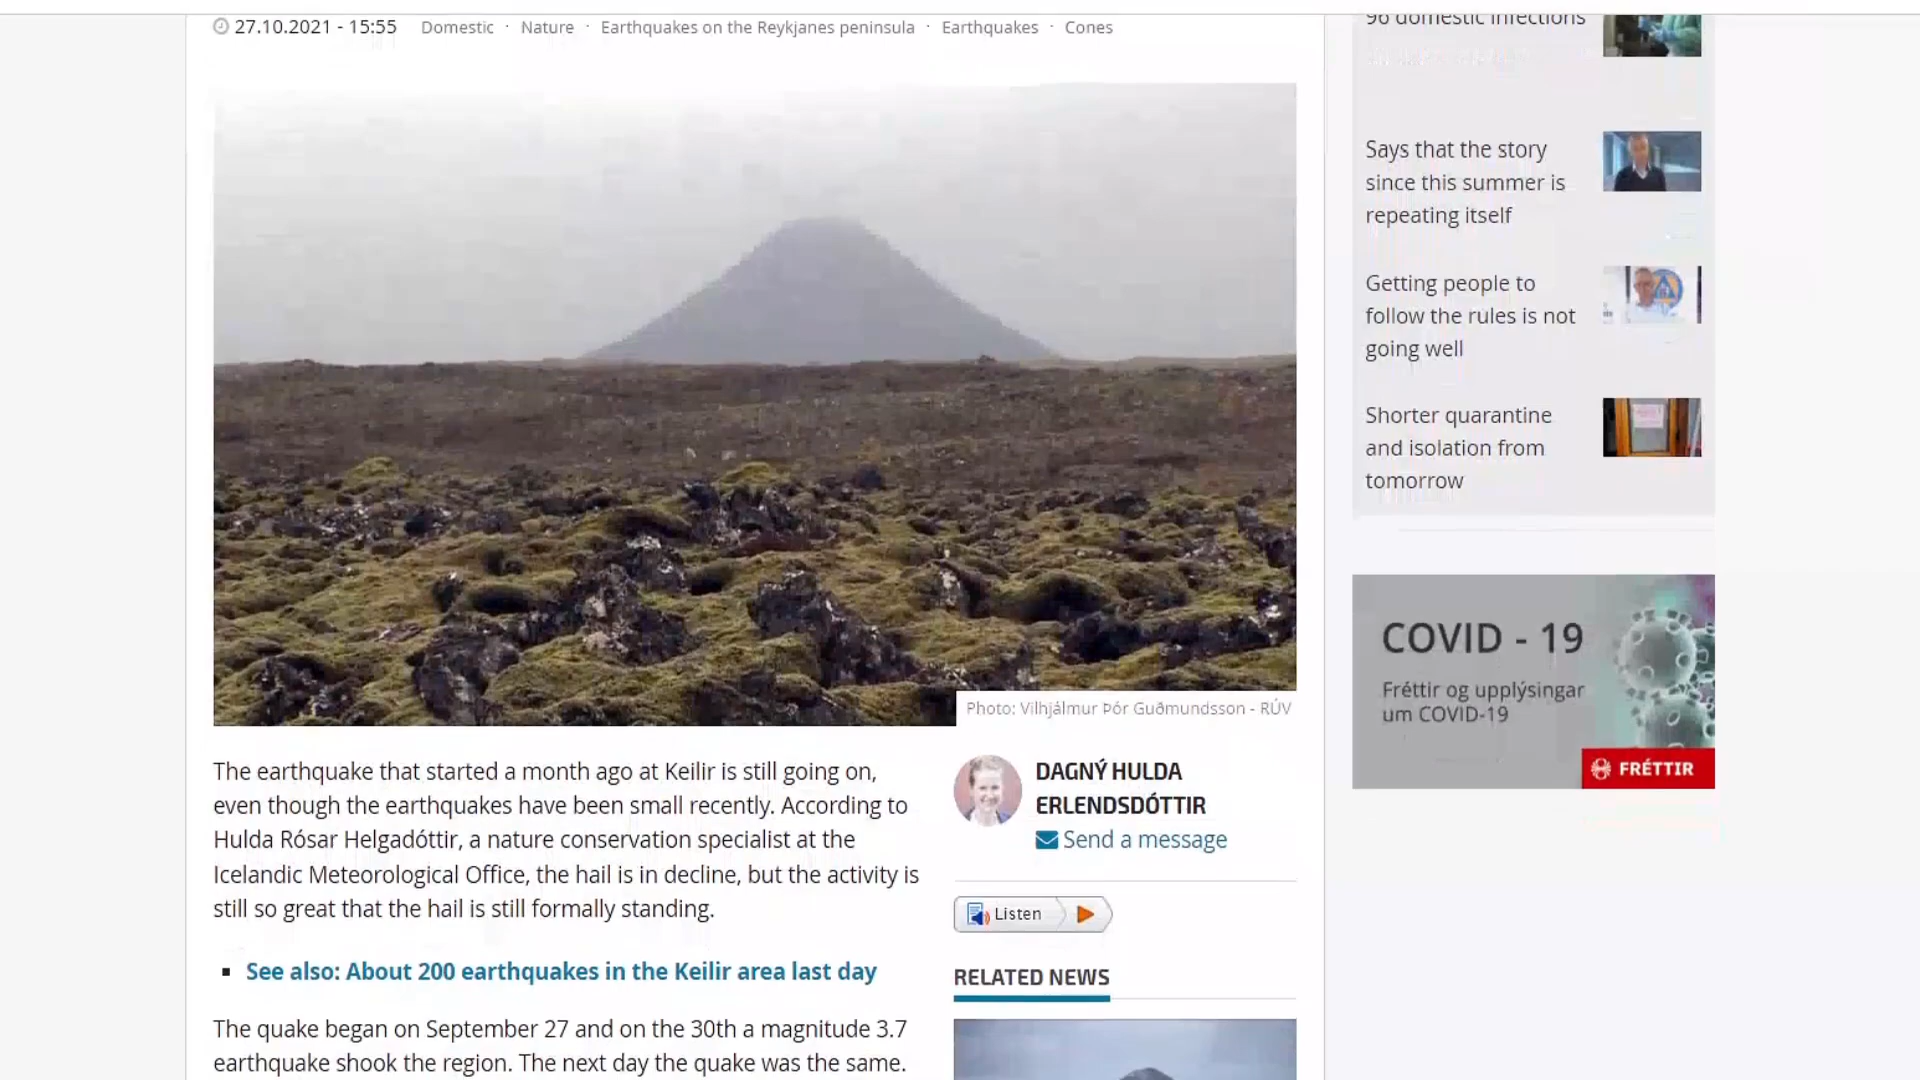 27.10.2021 - 15:55 Domestic · Nature · Earthquakes on the Reykjanes peninsula · Earthquakes · Cones
Photo: Vilhjálmur Þór Guðmundsson - RÚV
The earthquake that started a month ago at Keilir is still going on,
even though the earthquakes have been small recently. According to
Hulda Rósar Helgadóttir, a nature conservation specialist at the
Icelandic Meteorological Office, the hail is in decline, but the activity is
still so great that the hail is still formally standing.
▪ See also: About 200 earthquakes in the Keilir area last day
The quake began on September 27 and on the 30th a magnitude 3.7
earthquake shook the region. The next day the quake was the same.
DAGNÝ HULDA
ERLENDSDÓTTIR
Send a message
Listen
RELATED NEWS
96 domestic infections
Says that the story
since this summer is
repeating itself
Getting people to
follow the rules is not
going well
Shorter quarantine
and isolation from
tomorrow
COVID - 19
Fréttir og upplýsingar
um COVID-19
FRÉTTIR